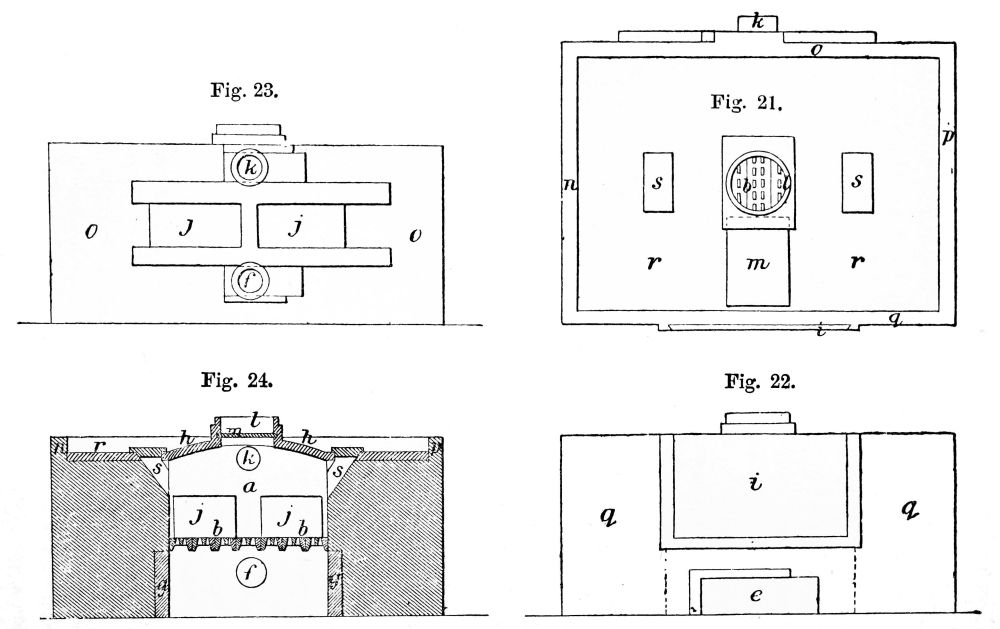 Fig. 23.
k
o j j o
f
k
o
Fig. 21.
p
n s b l s
r m r
i q
Fig. 24.
l
n r h m h p
k
s s
a
j b j b
f
g g
Fig. 22.
i
q q
e